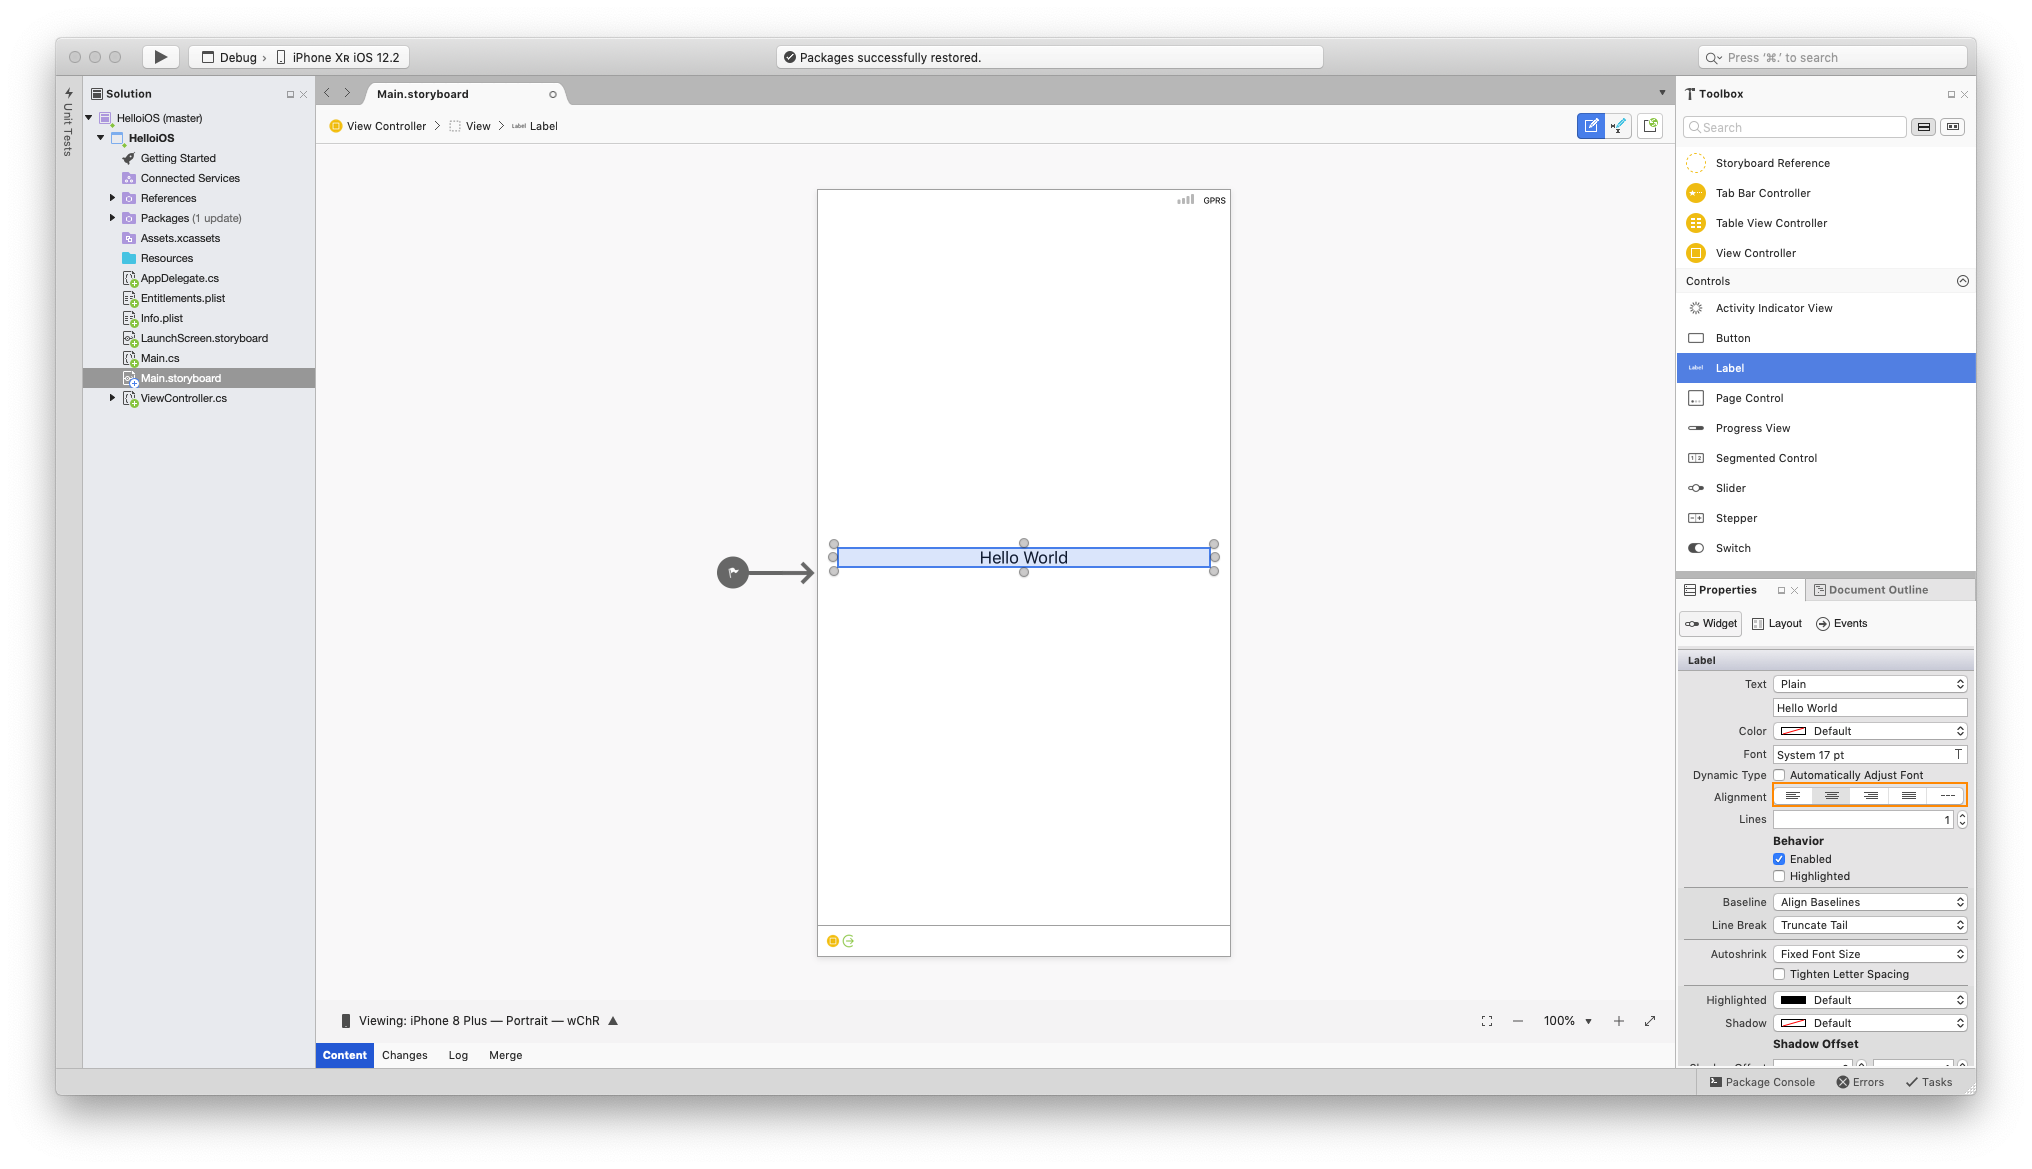 Debug › iPhone XR iOS 12.2
Packages successfully restored.
Press '⌘.' to search
Unit Tests
Solution
HelloiOS (master)
HelloiOS
Getting Started
Connected Services
References
Packages (1 update)
Assets.xcassets
Resources
AppDelegate.cs
Entitlements.plist
Info.plist
LaunchScreen.storyboard
Main.cs
Main.storyboard
ViewController.cs
Main.storyboard
View Controller > View > Label Label
GPRS
Hello World
Viewing: iPhone 8 Plus — Portrait — wChR
100%
Content Changes Log Merge
Toolbox
Search
Storyboard Reference
Tab Bar Controller
Table View Controller
View Controller
Controls
Activity Indicator View
Button
Label Label
Page Control
Progress View
1 2 Segmented Control
Slider
Stepper
Switch
Properties Document Outline
Widget Layout Events
Label
Text Plain
Hello World
Color Default
Font System 17 pt T
Dynamic Type Automatically Adjust Font
Alignment
Lines 1
Behavior
Enabled
Highlighted
Baseline Align Baselines
Line Break Truncate Tail
Autoshrink Fixed Font Size
Tighten Letter Spacing
Highlighted Default
Shadow Default
Shadow Offset
Package Console Errors Tasks